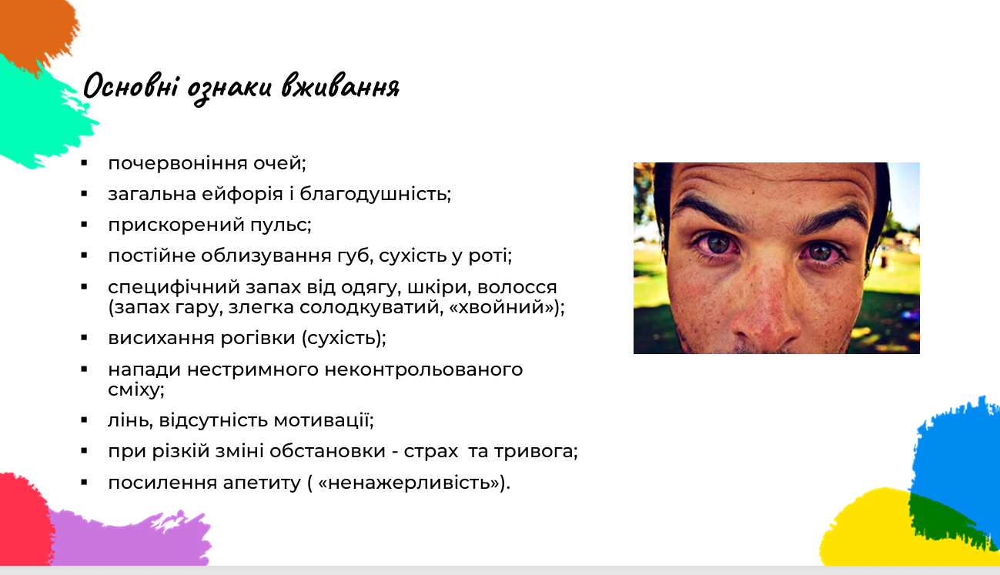 Основні ознаки вживання
▪ почервоніння очей;
▪ загальна ейфорія і благодушність;
▪ прискорений пульс;
▪ постійне облизування губ, сухість у роті;
▪ специфічний запах від одягу, шкіри, волосся
(запах гару, злегка солодкуватий, «хвойний»);
▪ висихання рогівки (сухість);
▪ напади нестримного неконтрольованого
сміху;
▪ лінь, відсутність мотивації;
▪ при різкій зміні обстановки - страх  та тривога;
▪ посилення апетиту ( «ненажерливість»).